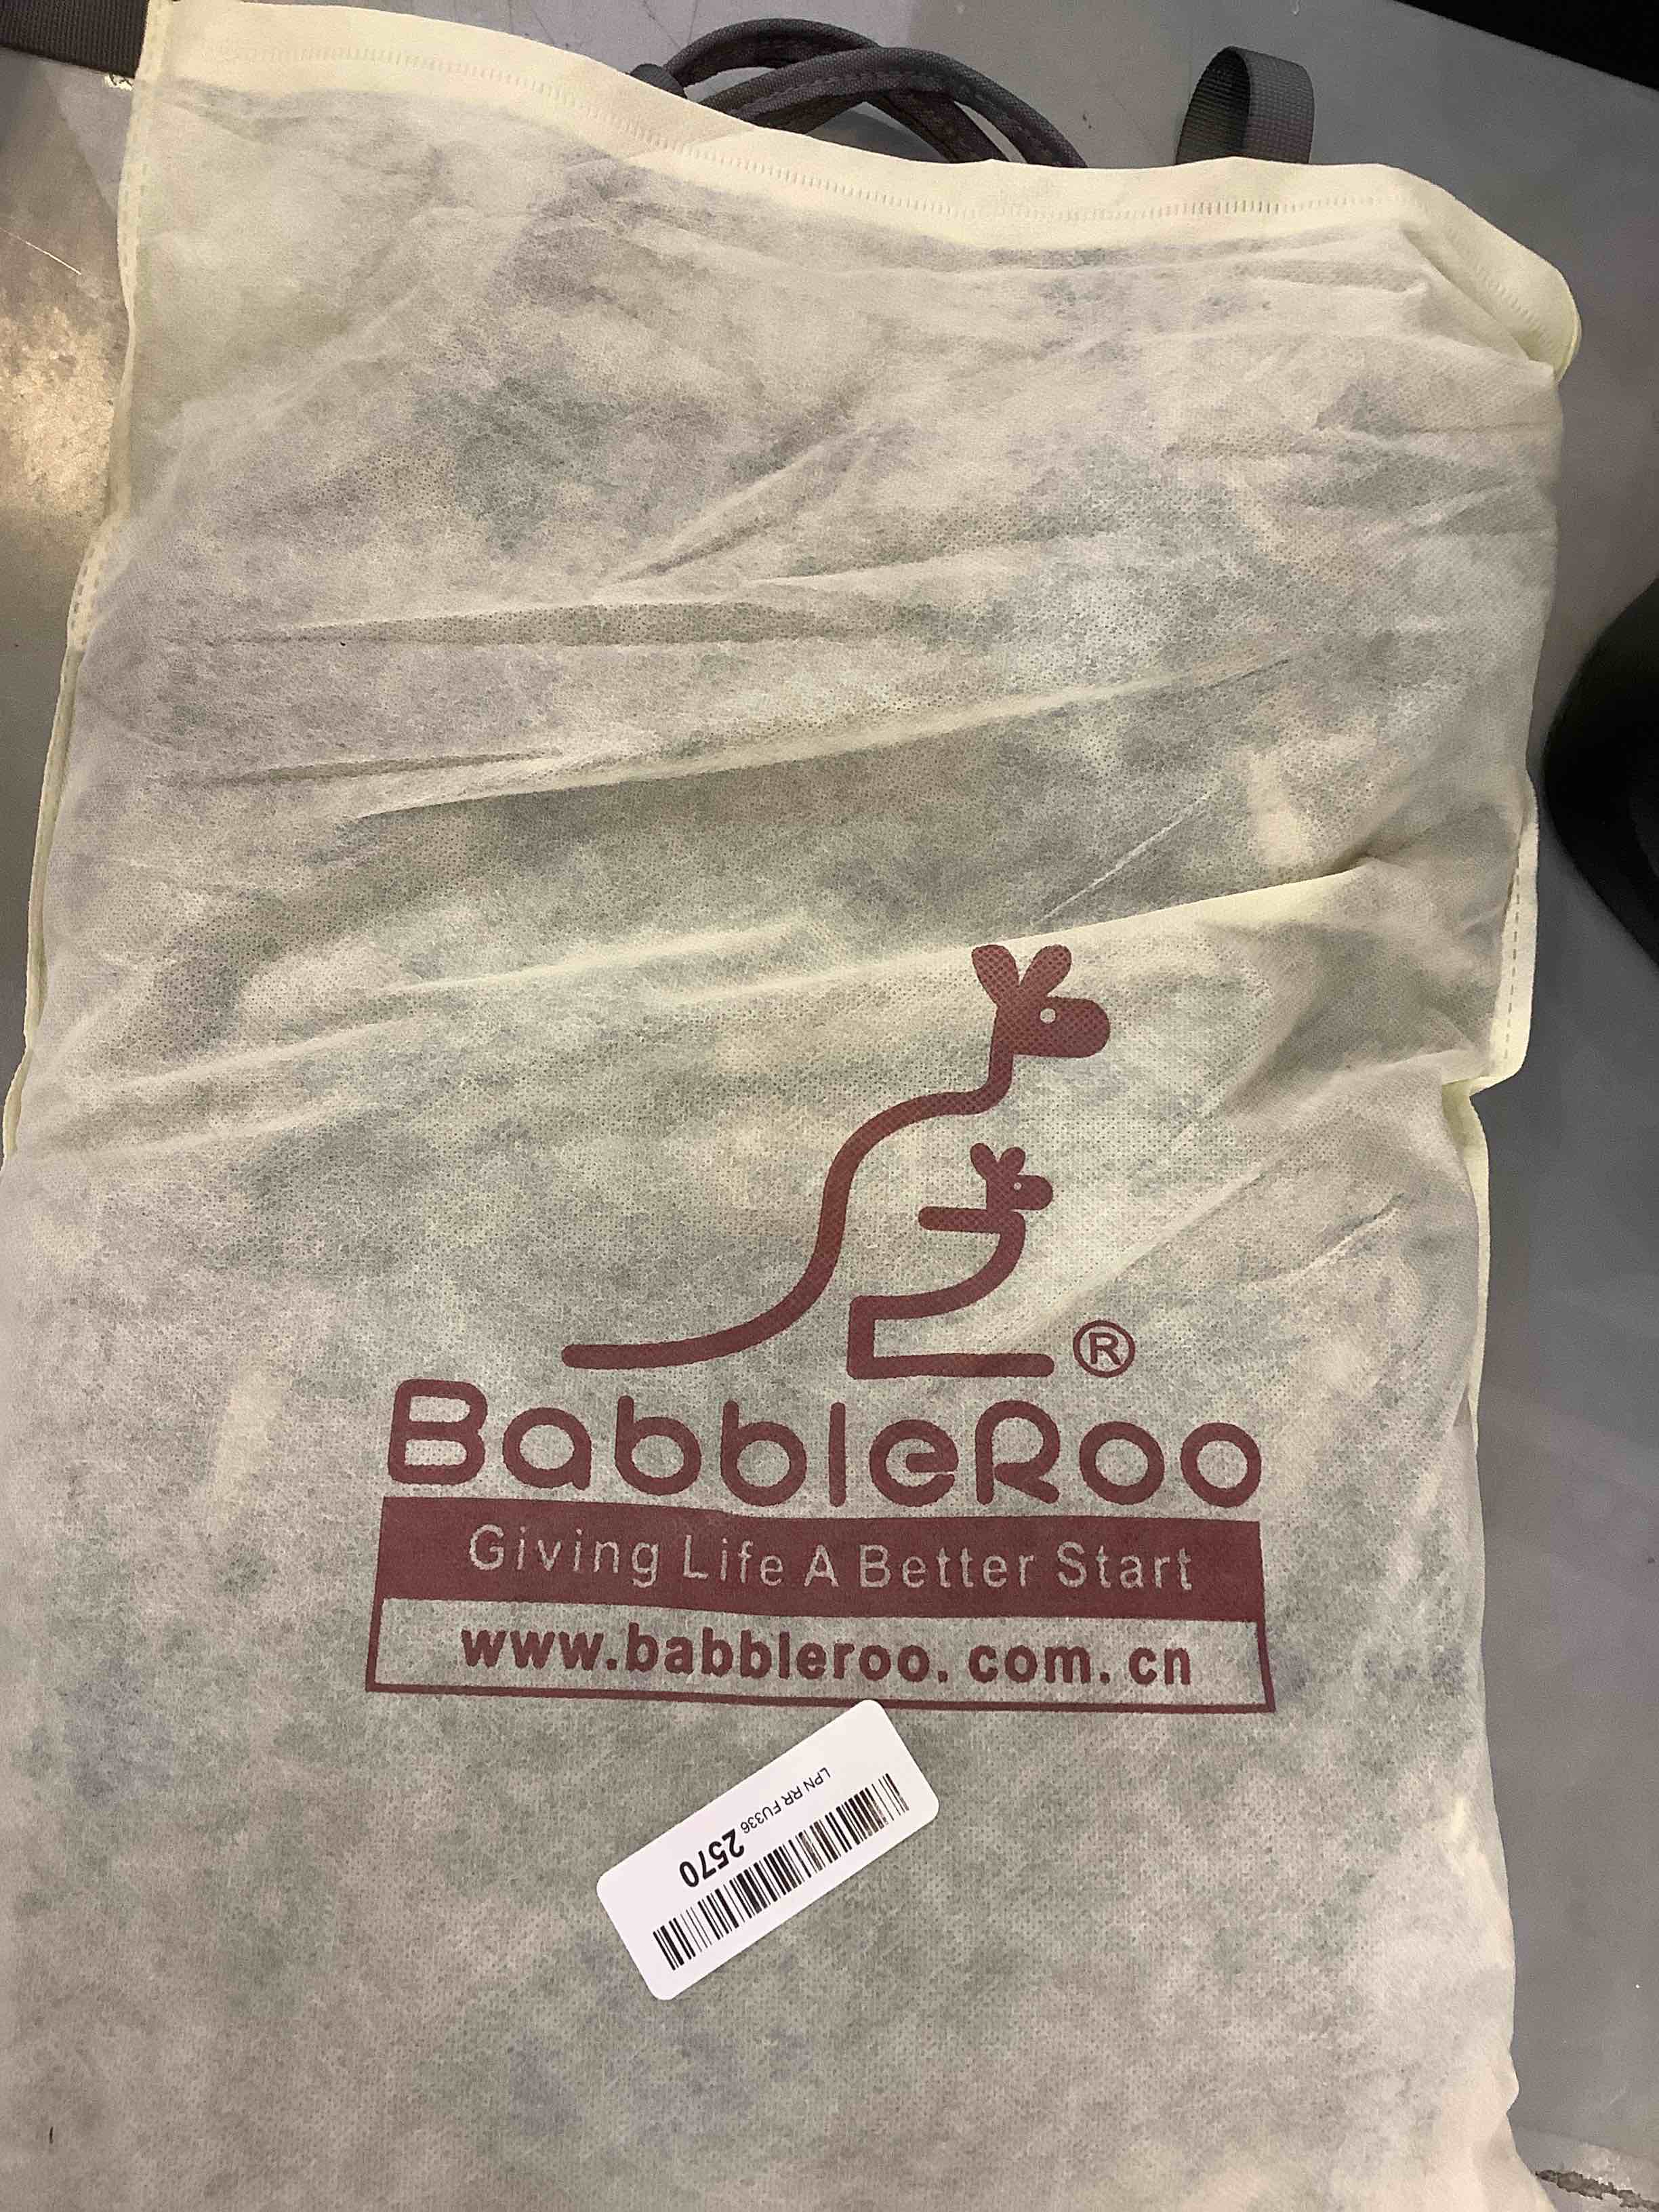 ®
BabbleRoo
Giving Life A Better Start
www.babbleroo.com.cn
LPN RR FU336 2570